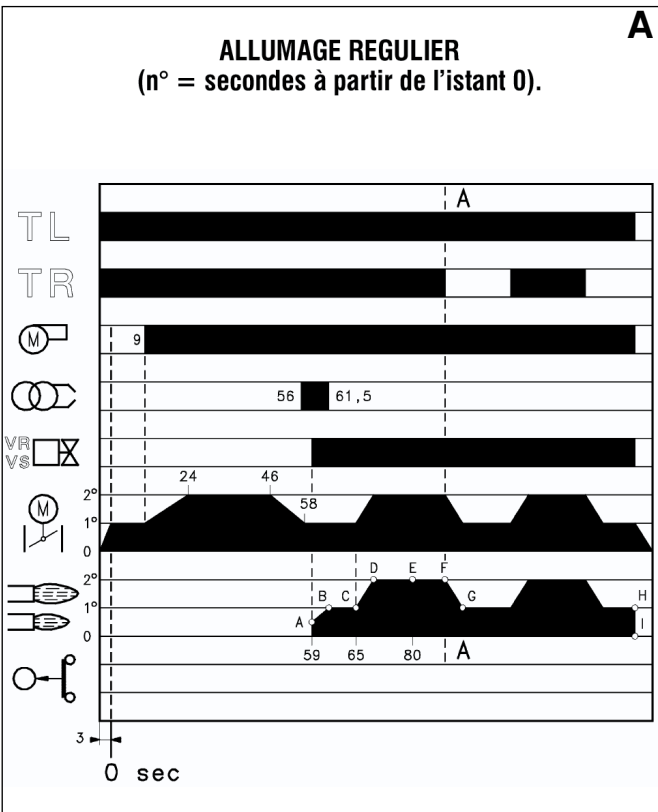 A
ALLUMAGE REGULIER
(n° = secondes à partir de l'istant 0).
A
TL
TR
M
9
56
61,5
VR
VS
24
46
58
M
2°
1°
0
2°
1°
0
A
B
C
D
E
F
G
H
I
59
65
80
A
3
0 sec